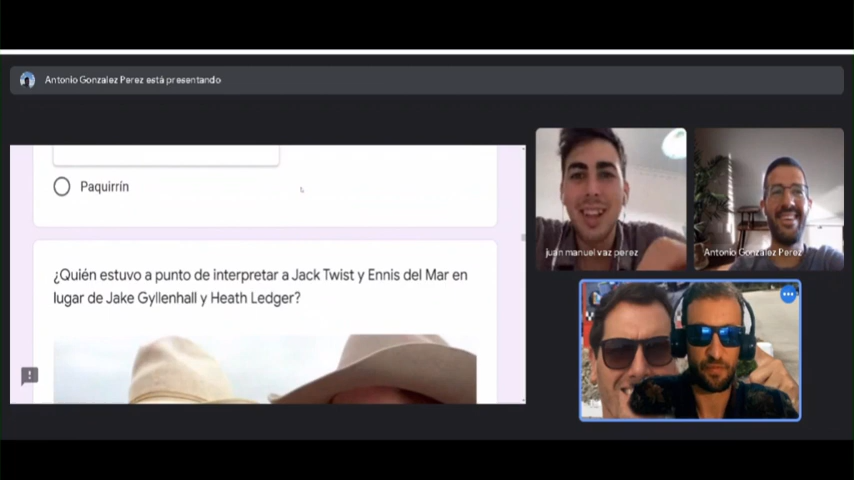 Antonio Gonzalez Perez está presentando
Paquirrín
¿Quién estuvo a punto de interpretar a Jack Twist y Ennis del Mar en
lugar de Jake Gyllenhall y Heath Ledger?
juan manuel vaz perez
Antonio Gonzalez Perez